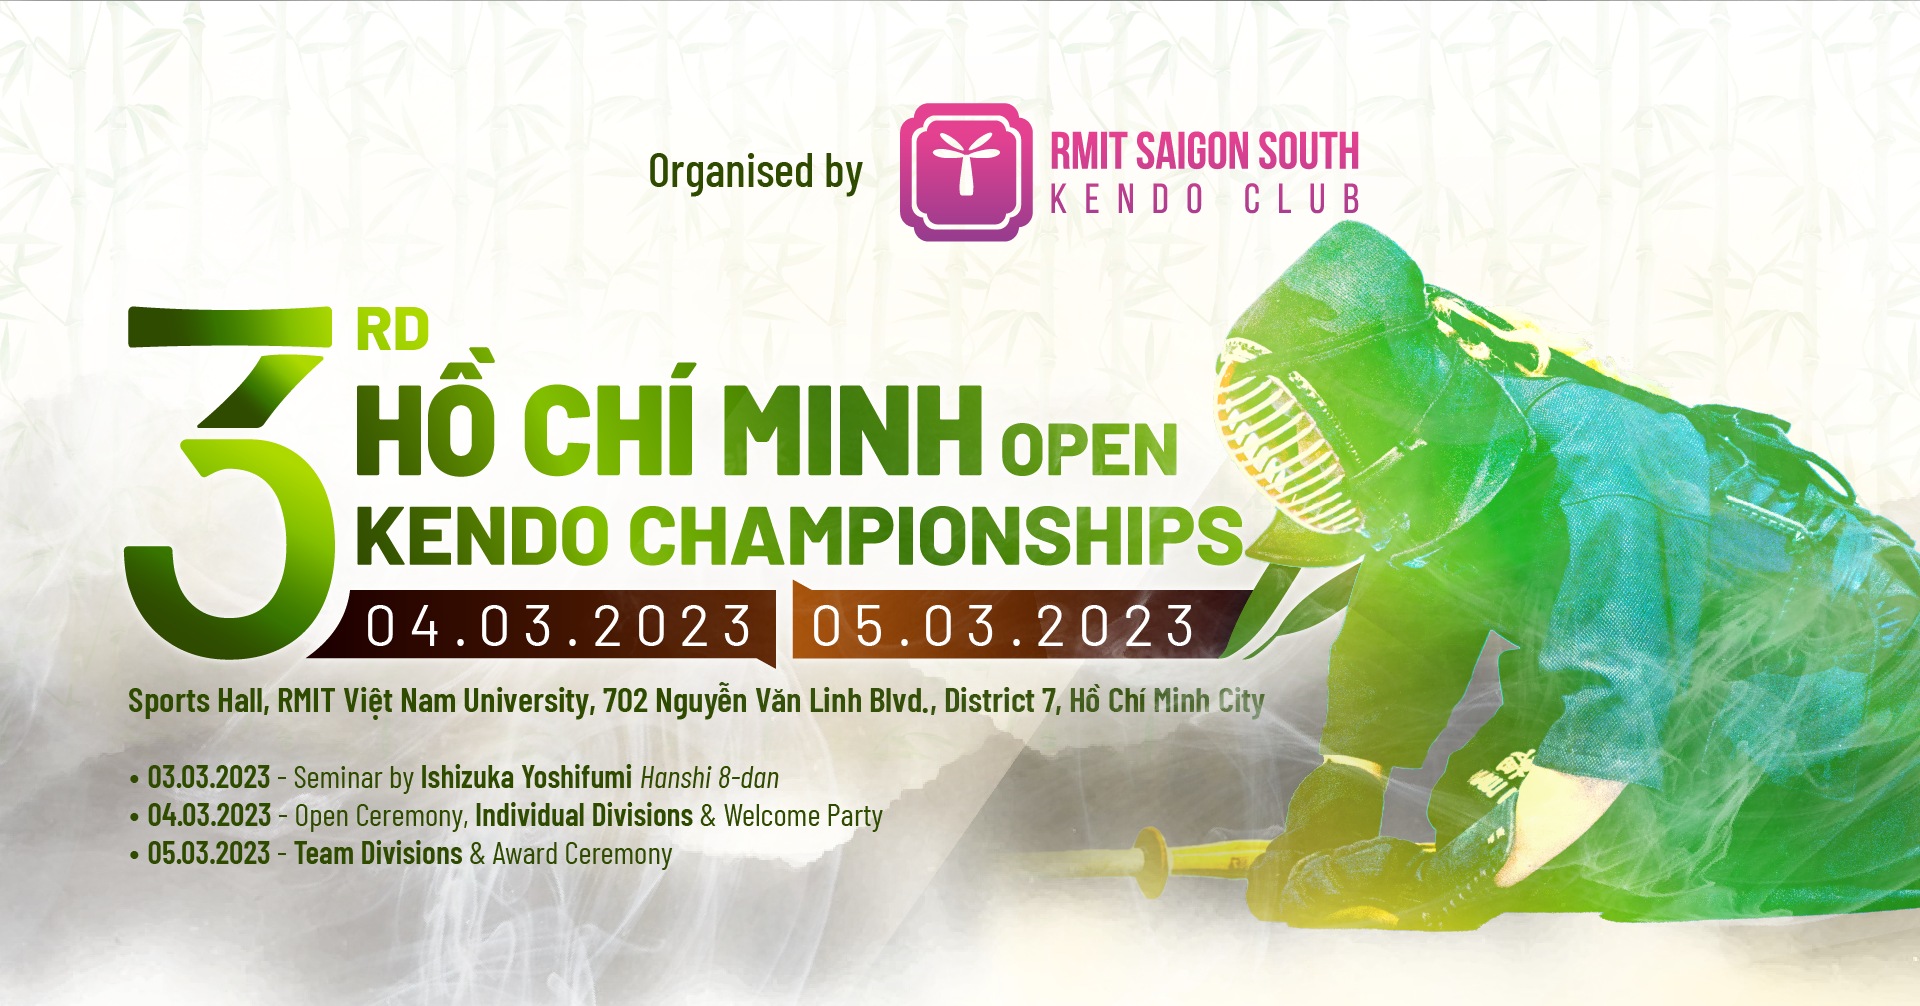 Organised by
RMIT SAIGON SOUTH
KENDO CLUB
3RD
HỒ CHÍ MINH OPEN
KENDO CHAMPIONSHIPS
04.03.2023 05.03.2023
Sports Hall, RMIT Việt Nam University, 702 Nguyễn Văn Linh Blvd., District 7, Hồ Chí Minh City
• 03.03.2023 - Seminar by Ishizuka Yoshifumi Hanshi 8-dan
• 04.03.2023 - Open Ceremony, Individual Divisions & Welcome Party
• 05.03.2023 - Team Divisions & Award Ceremony